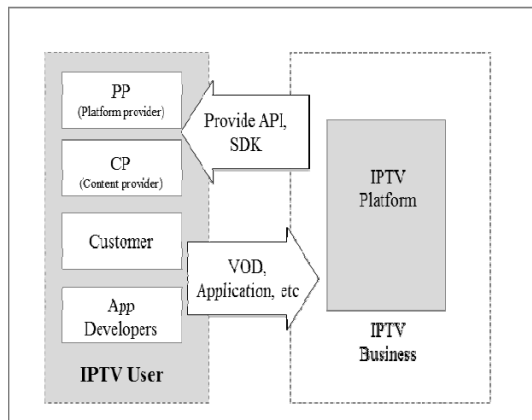 PP
(Platform provider)
CP
(Content provider)
Customer
App
Developers
IPTV User
Provide API,
SDK
VOD,
Application, etc
IPTV
Platform
IPTV
Business